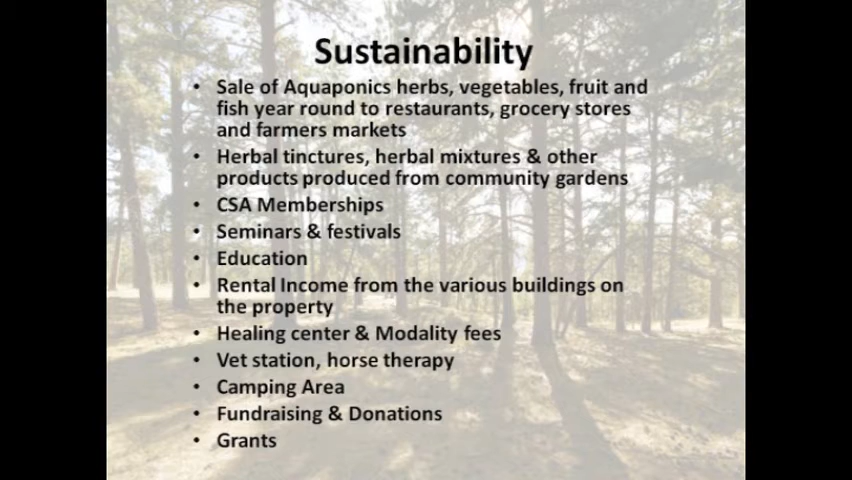 Sustainability
• Sale of Aquaponics herbs, vegetables, fruit and
fish year round to restaurants, grocery stores
and farmers markets
• Herbal tinctures, herbal mixtures & other
products produced from community gardens
• CSA Memberships
• Seminars & festivals
• Education
• Rental Income from the various buildings on
the property
• Healing center & Modality fees
• Vet station, horse therapy
• Camping Area
• Fundraising & Donations
• Grants